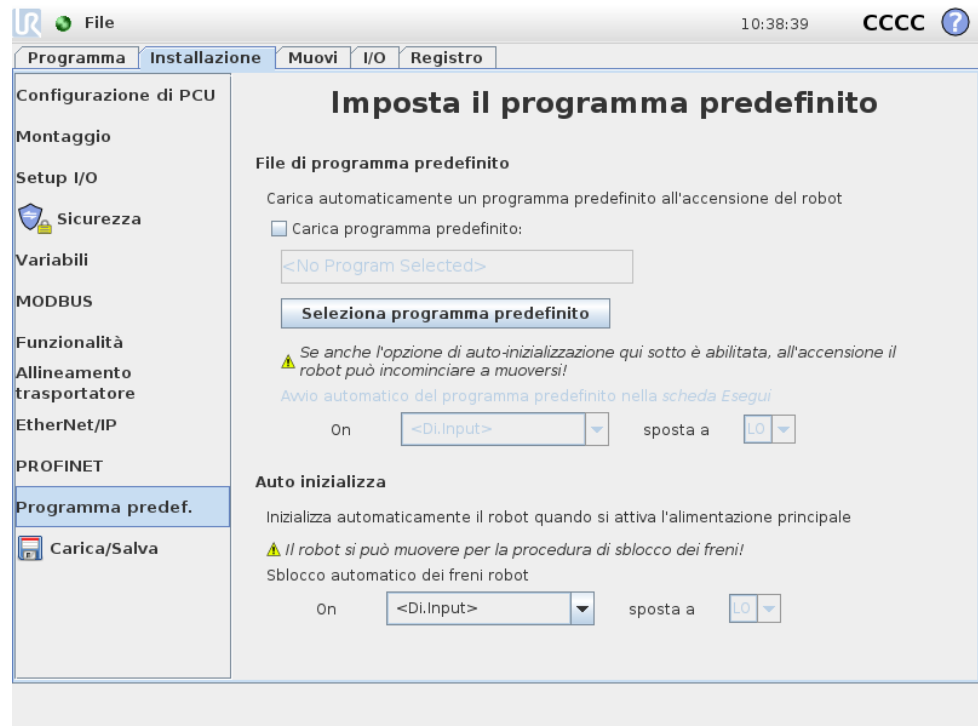 UR File 10:38:39 CCCC ?
Programma Installazione Muovi I/O Registro
Configurazione di PCU
Montaggio
Setup I/O
Sicurezza
Variabili
MODBUS
Funzionalità
Allineamento
trasportatore
EtherNet/IP
PROFINET
Programma predef.
Carica/Salva
Imposta il programma predefinito
File di programma predefinito
Carica automaticamente un programma predefinito all'accensione del robot
Carica programma predefinito:
<No Program Selected>
Seleziona programma predefinito
Se anche l'opzione di auto-inizializzazione qui sotto è abilitata, all'accensione il
robot può incominciare a muoversi!
Avvio automatico del programma predefinito nella scheda Esegui
On <Di.Input> sposta a LO
Auto inizializza
Inizializza automaticamente il robot quando si attiva l'alimentazione principale
Il robot si può muovere per la procedura di sblocco dei freni!
Sblocco automatico dei freni robot
On <Di.Input> sposta a LO